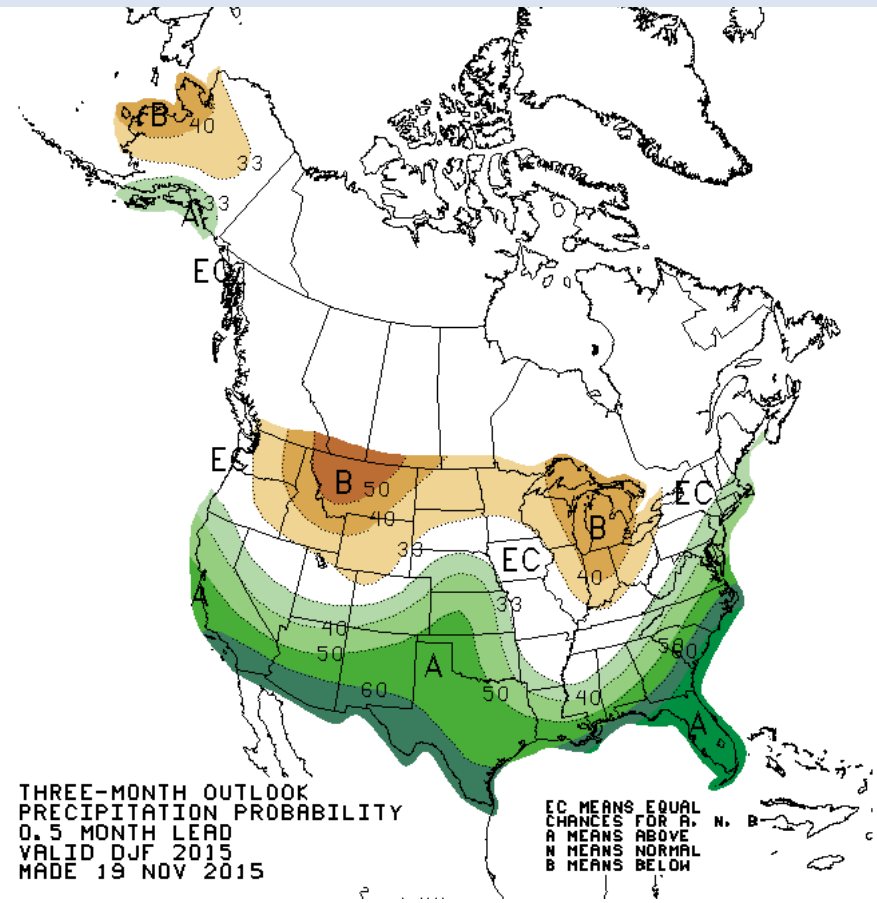 B
40
33
33
A
EC
EC
B
50
40
33
EC
B
40
EC
33
A
40
50
60
A
50
40
50
60
A
THREE-MONTH OUTLOOK
PRECIPITATION PROBABILITY
0.5 MONTH LEAD
VALID DJF 2015
MADE 19 NOV 2015
EC MEANS EQUAL
CHANCES FOR A, N, B
A MEANS ABOVE
N MEANS NORMAL
B MEANS BELOW